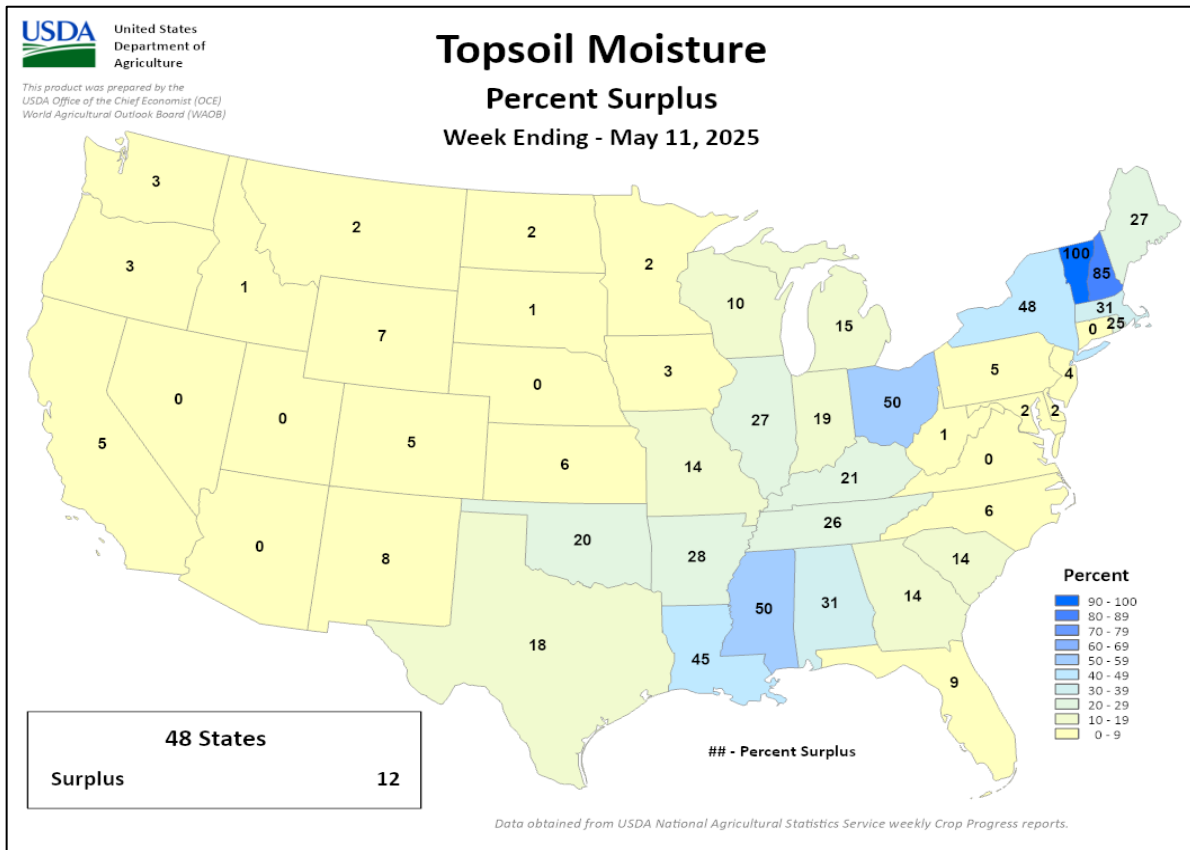 USDA
United States
Department of
Agriculture
This product was prepared by the
USDA Office of the Chief Economist (OCE)
World Agricultural Outlook Board (WAOB)
Topsoil Moisture
Percent Surplus
Week Ending - May 11, 2025
3
2
2
2
27
100
85
3
1
7
1
10
15
48
31
25
0
0
0
5
0
3
27
19
50
5
4
2
2
5
6
14
21
1
0
0
8
20
28
26
6
18
45
50
31
14
14
9
Percent
90 - 100
80 - 89
70 - 79
60 - 69
50 - 59
40 - 49
30 - 39
20 - 29
10 - 19
0 - 9
48 States
Surplus 12
## - Percent Surplus
Data obtained from USDA National Agricultural Statistics Service weekly Crop Progress reports.